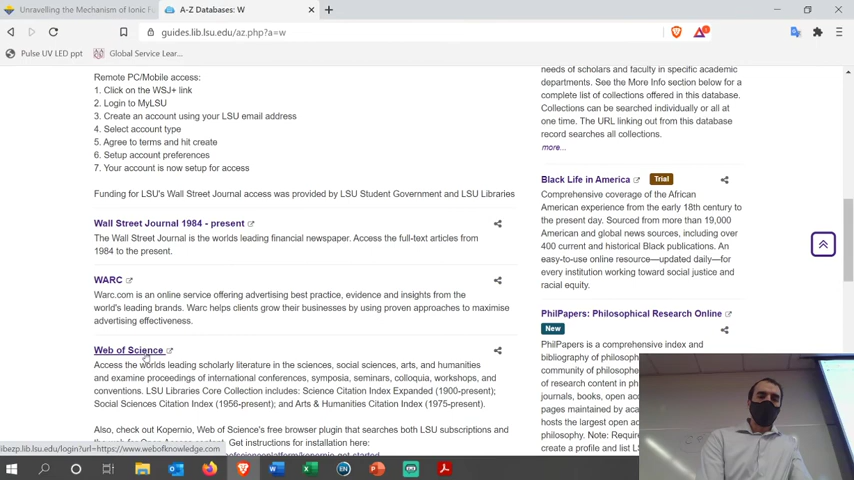 Unravelling the Mechanism of Ionic F
A-Z Databases: W
guides.lib.lsu.edu/az.php?a=w
Pulse UV LED ppt
Global Service Lear...
Remote PC/Mobile access:
1. Click on the WSJ+ link
2. Login to MyLSU
3. Create an account using your LSU email address
4. Select account type
5. Agree to terms and hit create
6. Setup account preferences
7. Your account is now setup for access
Funding for LSU's Wall Street Journal access was provided by LSU Student Government and LSU Libraries
Wall Street Journal 1984 - present
The Wall Street Journal is the worlds leading financial newspaper. Access the full-text articles from
1984 to the present.
WARC
Warc.com is an online service offering advertising best practice, evidence and insights from the
world's leading brands. Warc helps clients grow their businesses by using proven approaches to maximise
advertising effectiveness.
Web of Science
Access the worlds leading scholarly literature in the sciences, social sciences, arts, and humanities
and examine proceedings of international conferences, symposia, seminars, colloquia, workshops, and
conventions. LSU Libraries Core Collection includes: Science Citation Index Expanded (1900-present);
Social Sciences Citation Index (1956-present); and Arts & Humanities Citation Index (1975-present).
Also, check out Kopernio, Web of Science's free browser plugin that searches both LSU subscriptions
Get instructions for installation here:
libezp.lib.lsu.edu/login?url=https://www.webofknowledge.com
needs of scholars and faculty in specific academic
departments. See the More Info section below for a
complete list of collections offered in this database.
Collections can be searched individually or all at
one time. The URL linking out from this database
record searches all collections.
more...
Black Life in America
Trial
Comprehensive coverage of the African
American experience from the early 18th century to
the present day. Sourced from more than 19,000
American and global news sources, including over
400 current and historical Black publications. An
easy-to-use online resource—updated daily—for
every institution working toward social justice and
racial equity.
PhilPapers: Philosophical Research Online
New
PhilPapers is a comprehensive index and
bibliography of philosoph
community of philosop
of research content in p
journals, books, open ac
pages maintained by ac
hosts the largest open ac
philosophy. Note: Requir
create a profile and list L